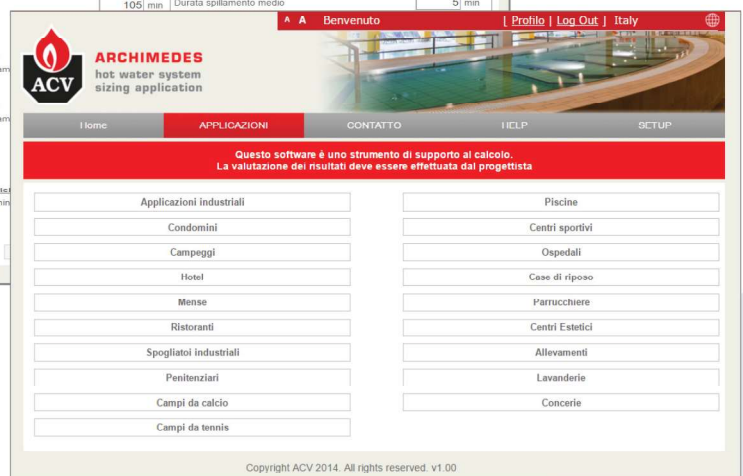 105 min Durata spillamento medio 5 min
A A Benvenuto [ Profilo | Log Out ] Italy
ACV
ARCHIMEDES
hot water system
sizing application
Home APPLICAZIONI CONTATTO HELP SETUP
Questo software è uno strumento di supporto al calcolo.
La valutazione dei risultati deve essere effettuata dal progettista
Applicazioni industriali Piscine
Condomini Centri sportivi
Campeggi Ospedali
Hotel Case di riposo
Mense Parrucchiere
Ristoranti Centri Estetici
Spogliatoi industriali Allevamenti
Penitenziari Lavanderie
Campi da calcio Concerie
Campi da tennis
Copyright ACV 2014. All rights reserved. v1.00